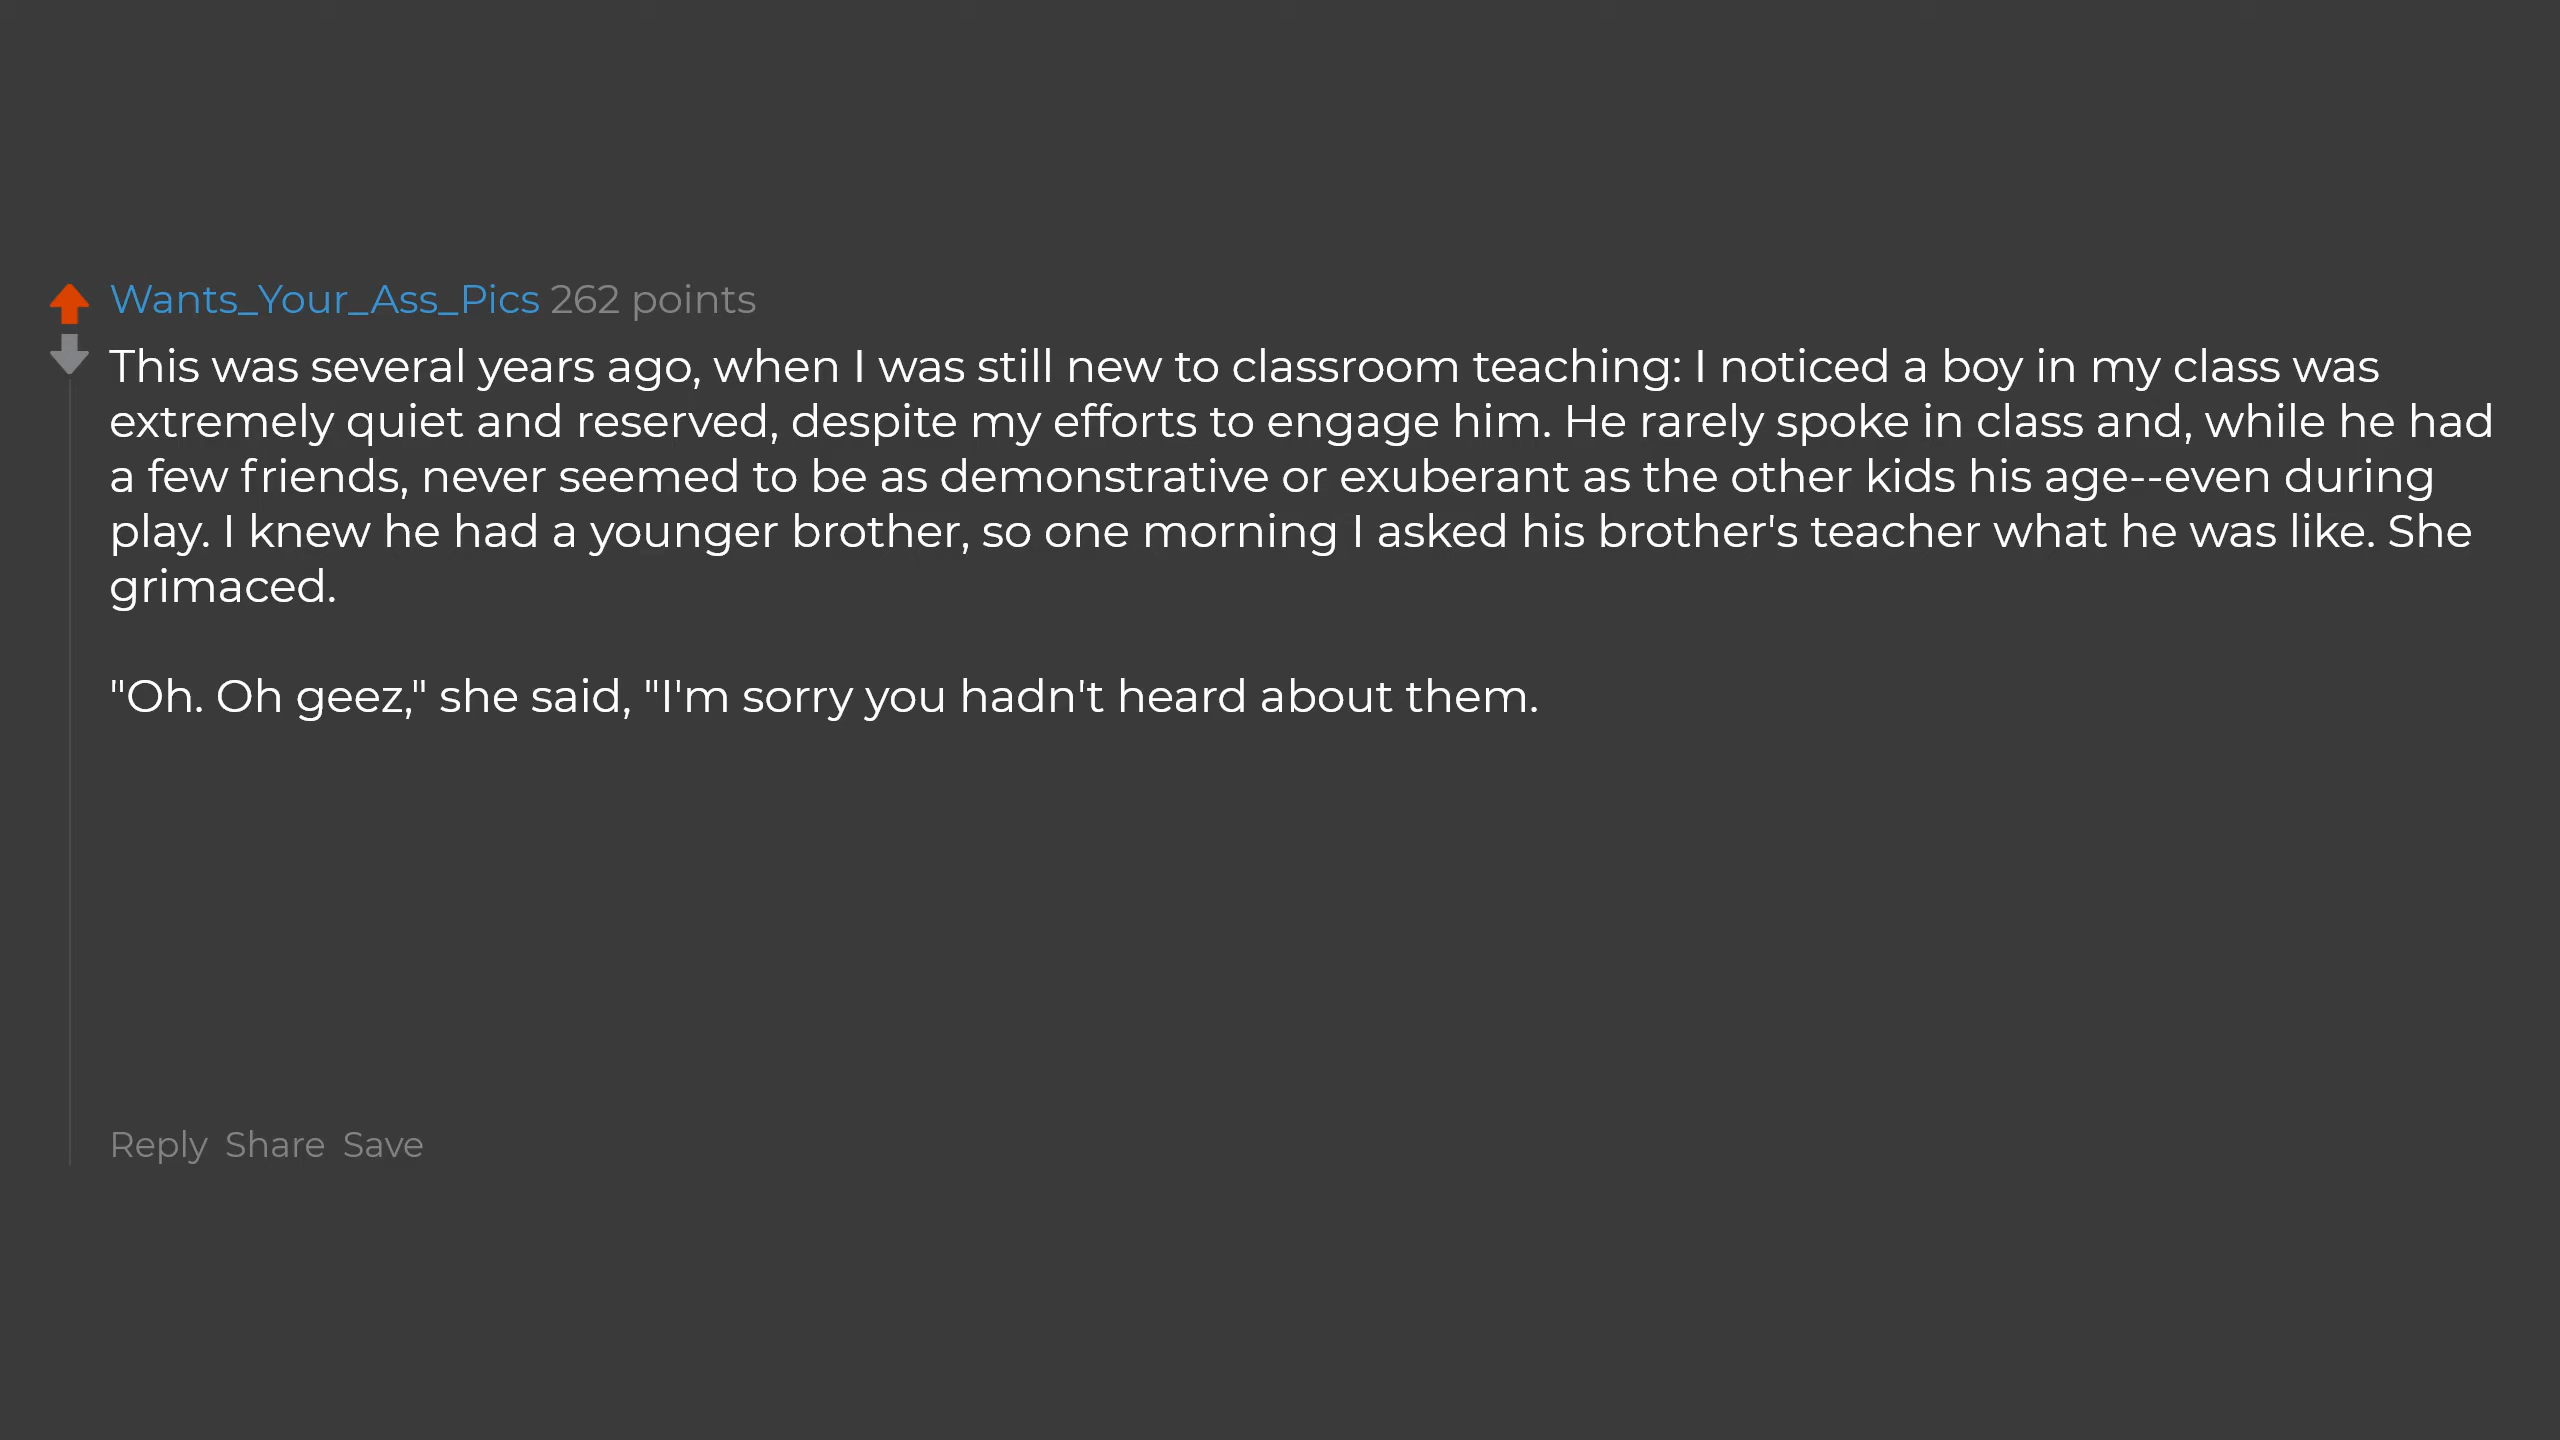 Wants_Your_Ass_Pics 262 points
This was several years ago, when I was still new to classroom teaching: I noticed a boy in my class was
extremely quiet and reserved, despite my efforts to engage him. He rarely spoke in class and, while he had
a few friends, never seemed to be as demonstrative or exuberant as the other kids his age--even during
play. I knew he had a younger brother, so one morning I asked his brother's teacher what he was like. She
grimaced.
"Oh. Oh geez," she said, "I'm sorry you hadn't heard about them.
Reply Share Save